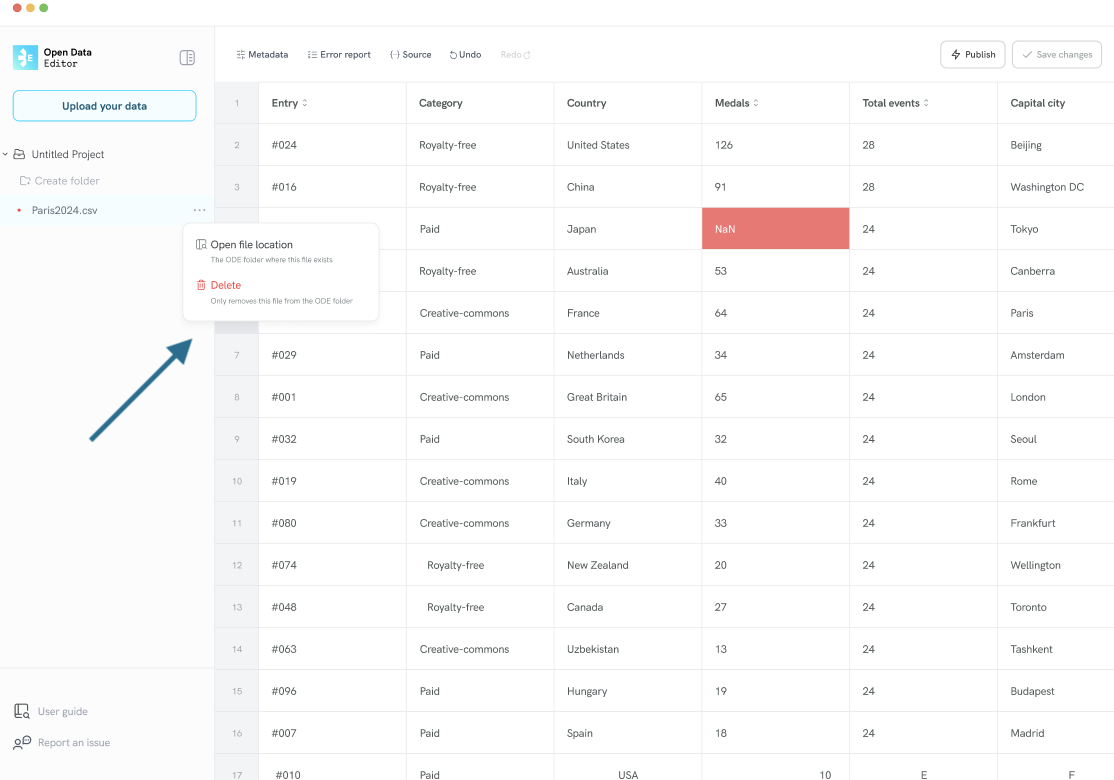 Open Data
Editor
Upload your data
Untitled Project
Create folder
Paris2024.csv
Open file location
The ODE folder where this file exists
Delete
Only removes this file from the ODE folder
User guide
Report an issue
Metadata Error report Source Undo Redo Publish Save changes
1 Entry Category Country Medals Total events Capital city
2 #024 Royalty-free United States 126 28 Beijing
3 #016 Royalty-free China 91 28 Washington DC
Paid Japan NaN 24 Tokyo
Royalty-free Australia 53 24 Canberra
Creative-commons France 64 24 Paris
7 #029 Paid Netherlands 34 24 Amsterdam
8 #001 Creative-commons Great Britain 65 24 London
9 #032 Paid South Korea 32 24 Seoul
10 #019 Creative-commons Italy 40 24 Rome
11 #080 Creative-commons Germany 33 24 Frankfurt
12 #074 Royalty-free New Zealand 20 24 Wellington
13 #048 Royalty-free Canada 27 24 Toronto
14 #063 Creative-commons Uzbekistan 13 24 Tashkent
15 #096 Paid Hungary 19 24 Budapest
16 #007 Paid Spain 18 24 Madrid
17 #010 Paid USA 10 E F